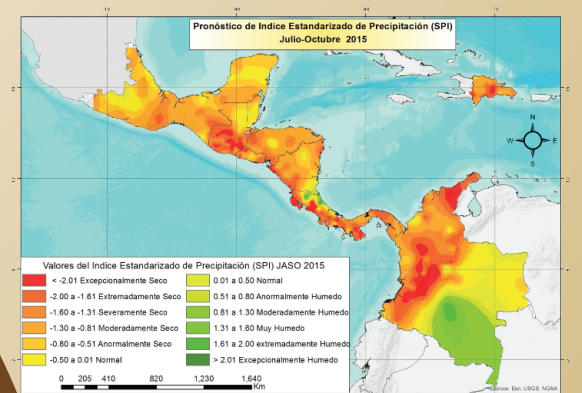 Pronóstico de Indice Estandarizado de Precipitación (SPI)
Julio-Octubre 2015
N
W
E
S
Valores del Indice Estandarizado de Precipitación (SPI) JASO 2015
< -2.01 Excepcionalmente Seco
-2.00 a -1.61 Extremadamente Seco
-1.60 a -1.31 Severamente Seco
-1.30 a -0.81 Moderadamente Seco
-0.80 a -0.51 Anormalmente Seco
-0.50 a 0.01 Normal
0.01 a 0.50 Normal
0.51 a 0.80 Anormalmente Humedo
0.81 a 1.30 Moderadamente Humedo
1.31 a 1.60 Muy Humedo
1.61 a 2.00 extremadamente Humedo
> 2.01 Excepcionalmente Humedo
0 205 410 820 1,230 1,640
Km
Sources: Esri, USGS, NOAA